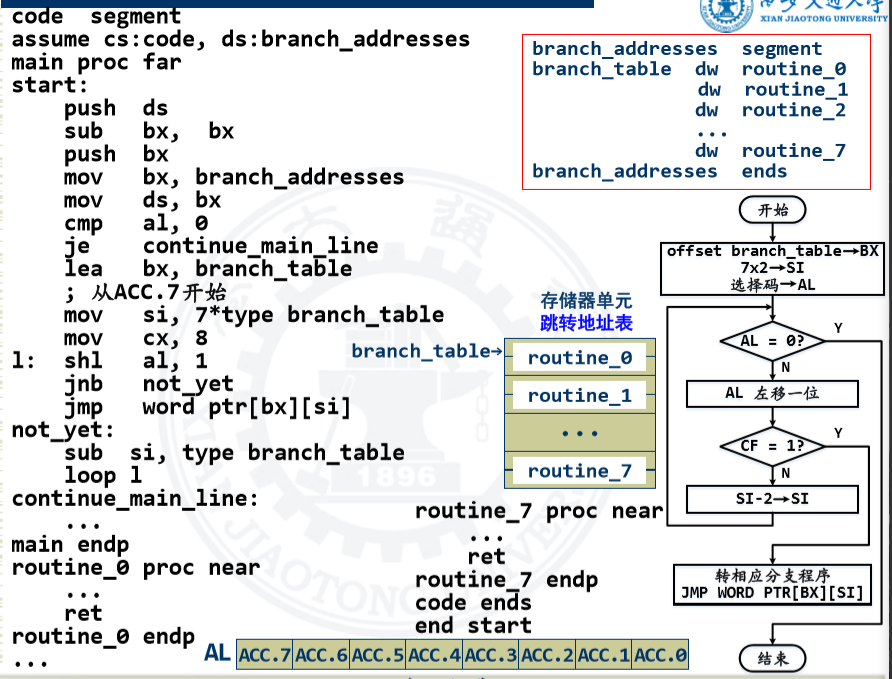 code  segment
assume cs:code, ds:branch_addresses
main proc far
start:
    push  ds
    sub   bx,  bx
    push  bx
    mov   bx, branch_addresses
    mov   ds, bx
    cmp   al, 0
    je    continue_main_line
    lea   bx, branch_table
    ; 从ACC.7开始
    mov   si, 7*type branch_table
    mov   cx, 8
l:  shl   al, 1
    jnb   not_yet
    jmp   word ptr[bx][si]
not_yet:
    sub  si, type branch_table
    loop l
continue_main_line:
    ...
main endp
routine_0 proc near
    ...
    ret
routine_0 endp
...
routine_7 proc near
    ...
    ret
routine_7 endp
code ends
end start
XI'AN JIAOTONG UNIVERSITY
branch_addresses  segment
branch_table  dw  routine_0
dw  routine_1
dw  routine_2
...
dw  routine_7
branch_addresses  ends
存储器单元
跳转地址表
branch_table→
routine_0
routine_1
...
routine_7
开始
offset branch_table→BX
7x2→SI
选择码→AL
AL = 0?
Y
N
AL 左移一位
CF = 1?
Y
N
SI-2→SI
转相应分支程序
JMP WORD PTR[BX][SI]
结束
AL ACC.7 ACC.6 ACC.5 ACC.4 ACC.3 ACC.2 ACC.1 ACC.0
1896